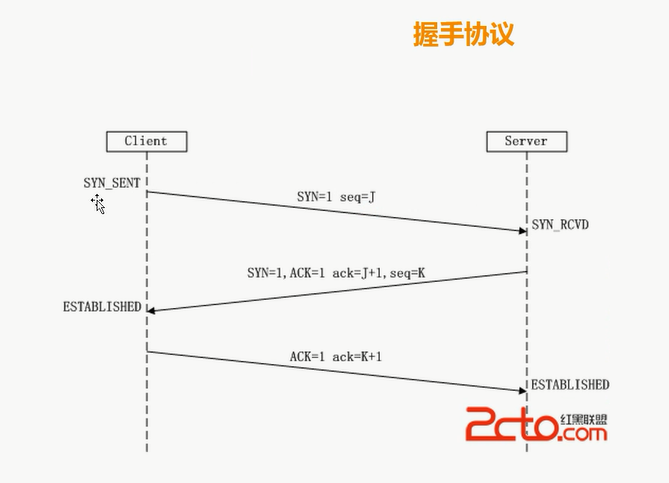 握手协议
Client
Server
SYN_SENT
SYN=1 seq=J
SYN_RCVD
SYN=1,ACK=1 ack=J+1,seq=K
ESTABLISHED
ACK=1 ack=K+1
ESTABLISHED
2cto.com
红黑联盟